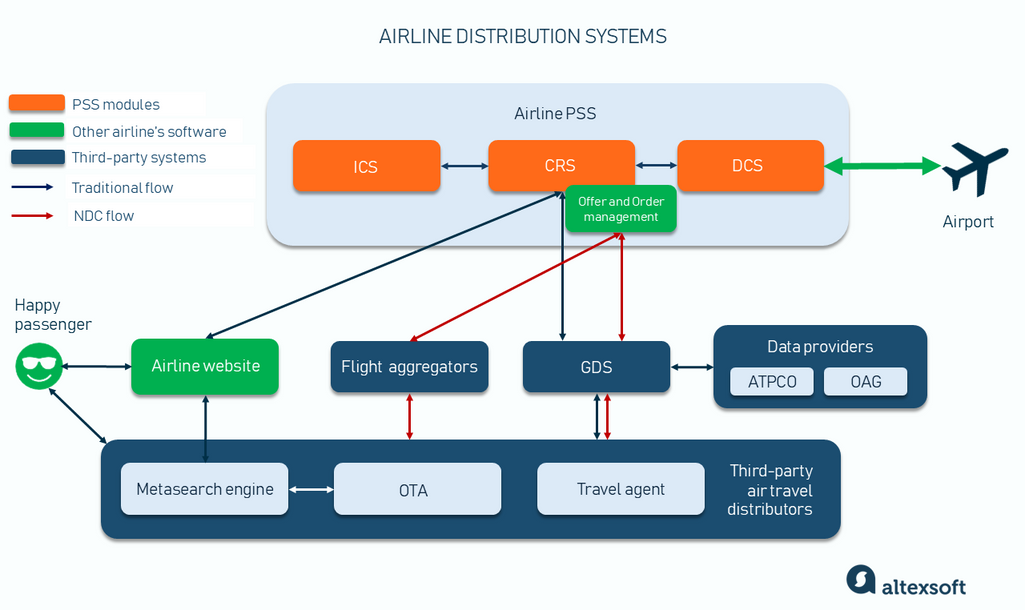 AIRLINE DISTRIBUTION SYSTEMS
PSS modules
Other airline's software
Third-party systems
Traditional flow
NDC flow
Airline PSS
ICS
CRS
DCS
Offer and Order
management
Airport
Happy
passenger
Airline website
Flight aggregators
GDS
Data providers
ATPCO
OAG
Metasearch engine
OTA
Travel agent
Third-party
air travel
distributors
altexsoft